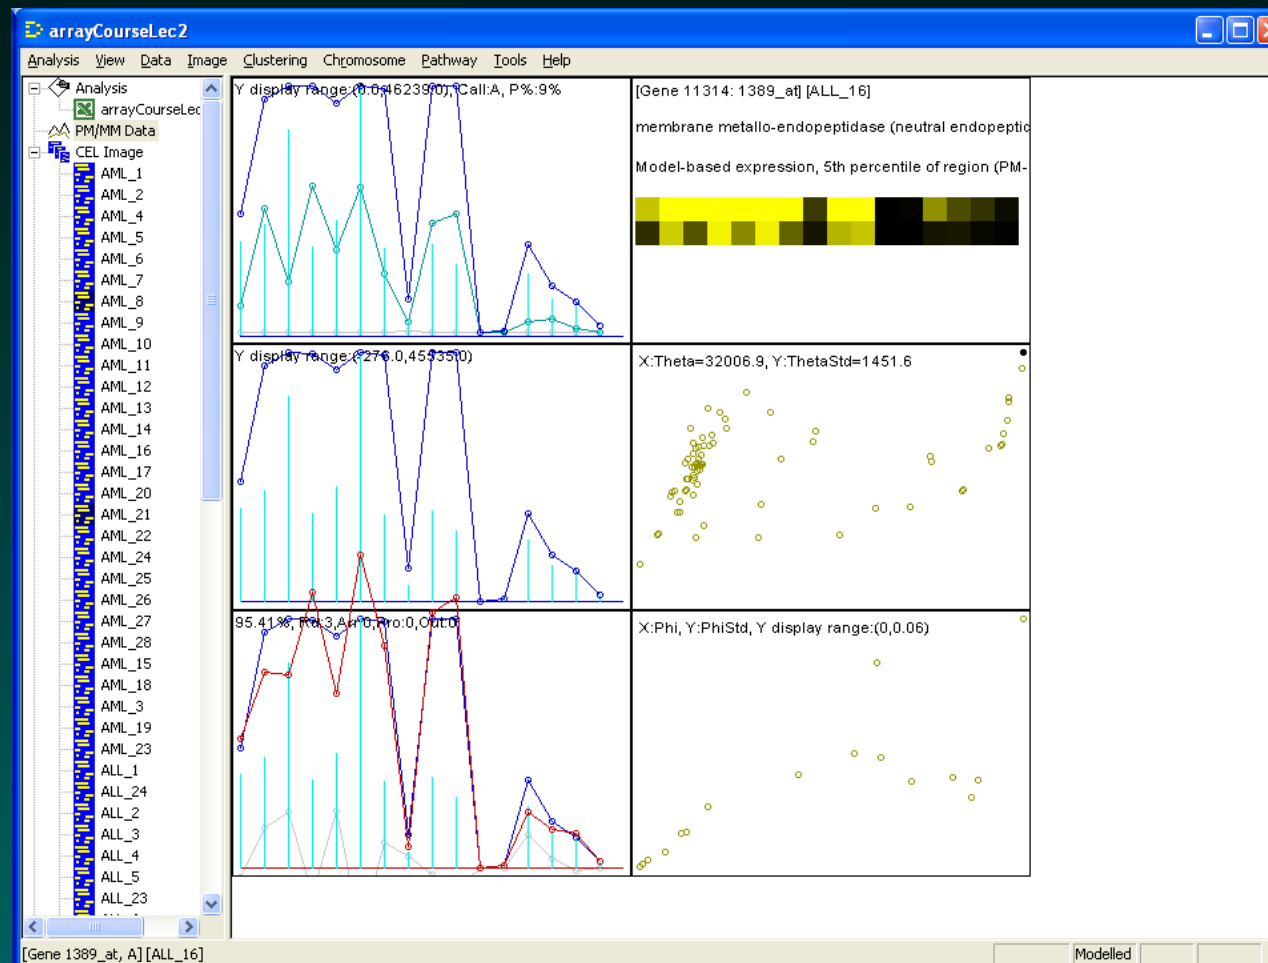 arrayCourseLec2
Analysis View Data Image Clustering Chromosome Pathway Tools Help
Analysis
arrayCourseLec
PM/MM Data
CEL Image
AML_1
AML_2
AML_4
AML_5
AML_6
AML_7
AML_8
AML_9
AML_10
AML_11
AML_12
AML_13
AML_14
AML_16
AML_17
AML_20
AML_21
AML_22
AML_24
AML_25
AML_26
AML_27
AML_28
AML_15
AML_18
AML_3
AML_19
AML_23
ALL_1
ALL_24
ALL_2
ALL_3
ALL_4
ALL_5
ALL_23
Y display range:(0.0,46239.0), Call:A, P%:9%
[Gene 11314: 1389_at] [ALL_16]
membrane metallo-endopeptidase (neutral endopeptic
Model-based expression, 5th percentile of region (PM-
Y display range:(-276.0,45535.0)
X:Theta=32006.9, Y:ThetaStd=1451.6
95.41%, Rd:3,Arr:0,Pro:0,Out:0
X:Phi, Y:PhiStd, Y display range:(0,0.06)
[Gene 1389_at, A] [ALL_16]
Modelled